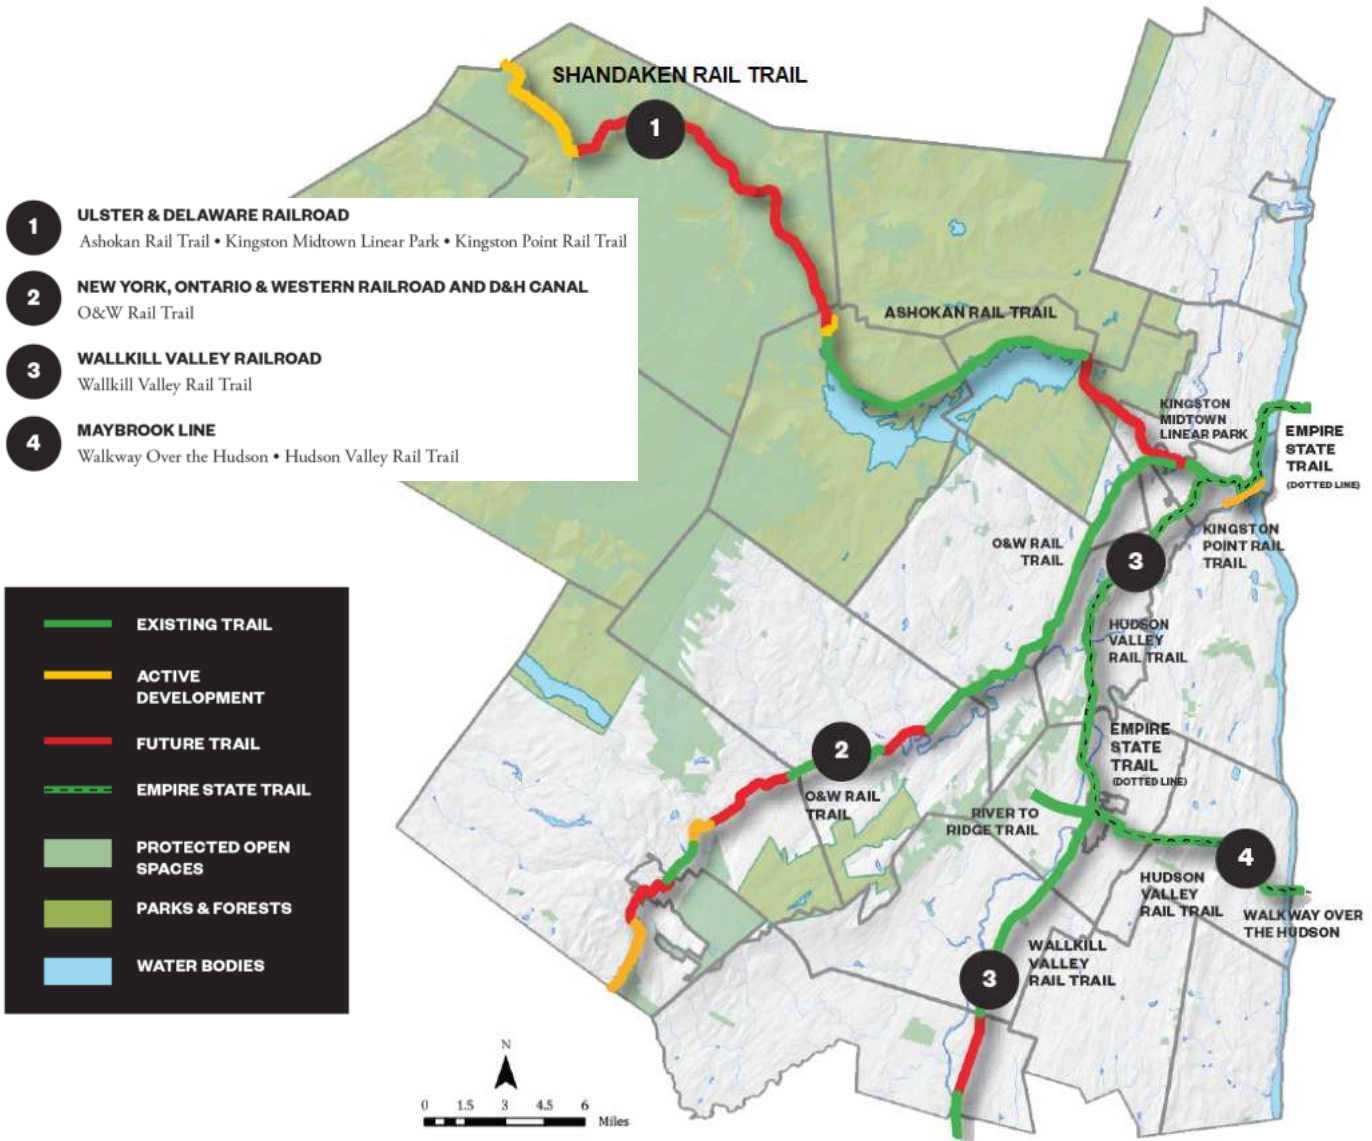 SHANDAKEN RAIL TRAIL
1
1
ULSTER & DELAWARE RAILROAD
Ashokan Rail Trail • Kingston Midtown Linear Park • Kingston Point Rail Trail
2
NEW YORK, ONTARIO & WESTERN RAILROAD AND D&H CANAL
O&W Rail Trail
3
WALLKILL VALLEY RAILROAD
Wallkill Valley Rail Trail
4
MAYBROOK LINE
Walkway Over the Hudson • Hudson Valley Rail Trail
ASHOKAN RAIL TRAIL
KINGSTON
MIDTOWN
LINEAR PARK
EMPIRE
STATE
TRAIL
(DOTTED LINE)
KINGSTON
POINT RAIL
TRAIL
O&W RAIL
TRAIL
3
HUDSON
VALLEY
RAIL TRAIL
EXISTING TRAIL
ACTIVE
DEVELOPMENT
FUTURE TRAIL
EMPIRE STATE TRAIL
PROTECTED OPEN
SPACES
PARKS & FORESTS
WATER BODIES
2
O&W RAIL
TRAIL
EMPIRE
STATE
TRAIL
(DOTTED LINE)
RIVER TO
RIDGE TRAIL
4
HUDSON
VALLEY
RAIL TRAIL
WALKWAY OVER
THE HUDSON
WALLKILL
VALLEY
RAIL TRAIL
3
N
0 1.5 3 4.5 6
Miles